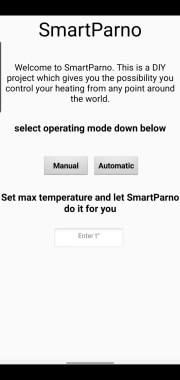 SmartParno
Welcome to SmartParno. This is a DIY
project which gives you the possibility you
control your heating from any point around
the world.
select operating mode down below
Manual
Automatic
Set max temperature and let SmartParno
do it for you
Enter t°